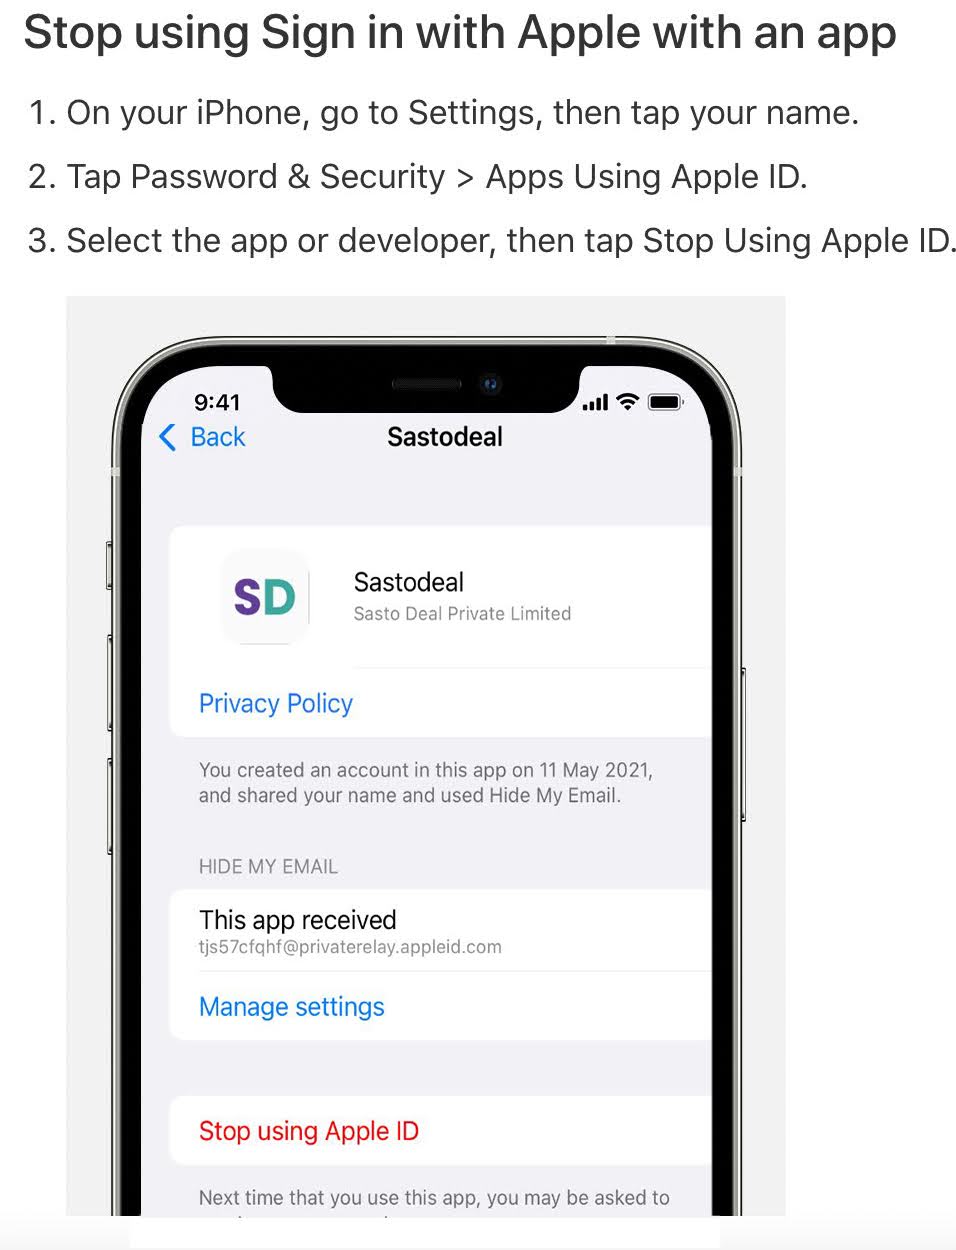 Stop using Sign in with Apple with an app
1. On your iPhone, go to Settings, then tap your name.
2. Tap Password & Security > Apps Using Apple ID.
3. Select the app or developer, then tap Stop Using Apple ID.
9:41
Back
Sastodeal
SD
Sastodeal
Sasto Deal Private Limited
Privacy Policy
You created an account in this app on 11 May 2021,
and shared your name and used Hide My Email.
HIDE MY EMAIL
This app received
tjs57cfqhf@privaterelay.appleid.com
Manage settings
Stop using Apple ID
Next time that you use this app, you may be asked to